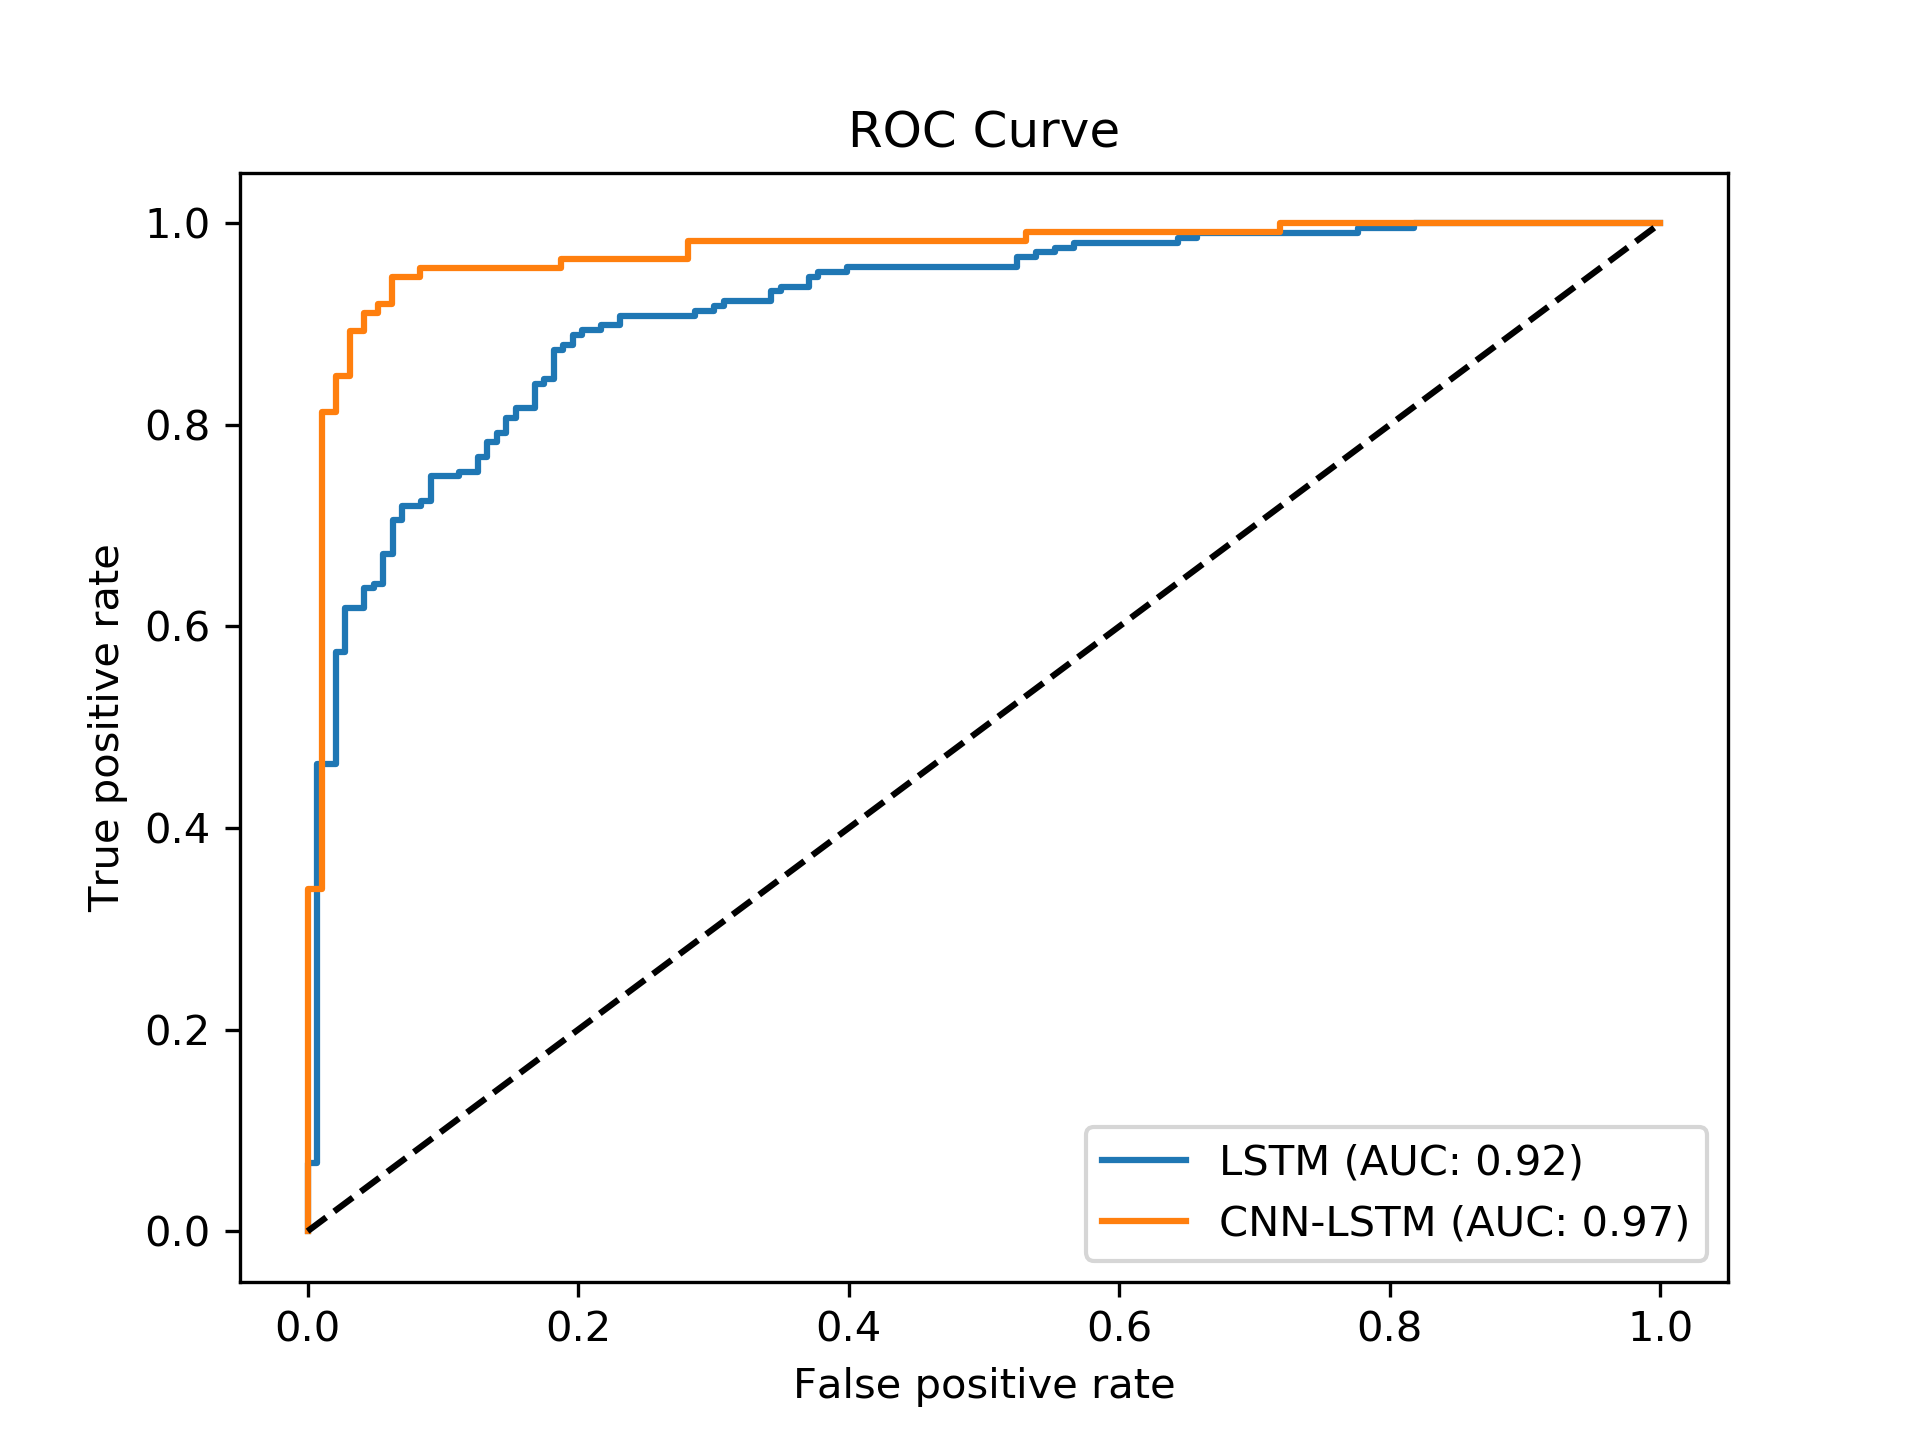 ROC Curve
1.0
0.8
0.6
0.4
0.2
0.0
True positive rate
LSTM (AUC: 0.92)
CNN-LSTM (AUC: 0.97)
0.0 0.2 0.4 0.6 0.8 1.0
False positive rate